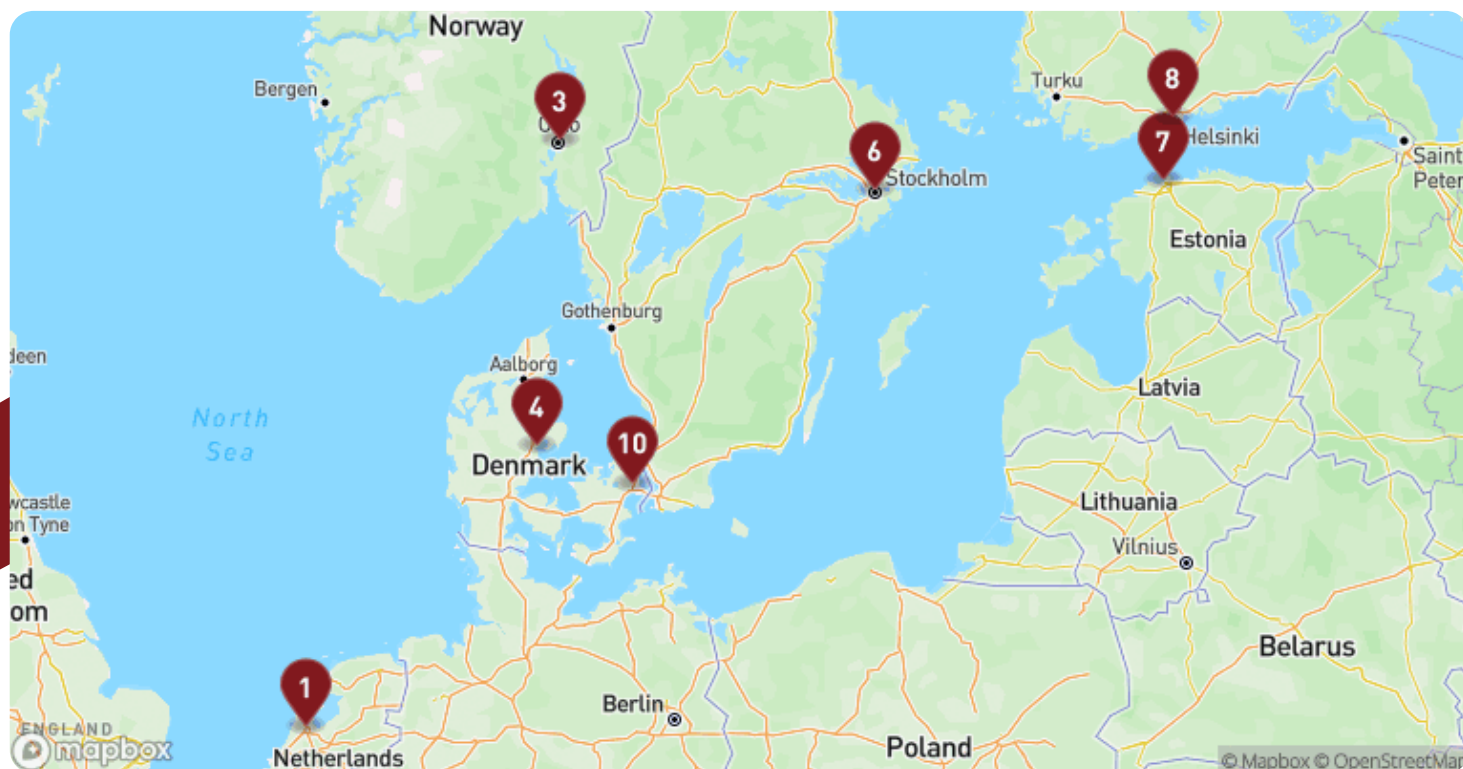 Norway
Bergen
3
Turku
8
7
Helsinki
6
Stockholm
Saint
Peter
Estonia
Gothenburg
Aalborg
deen
North
Sea
4
10
Denmark
Latvia
Lithuania
Vilnius
wcastle
on Tyne
ed
om
Belarus
1
Berlin
ENGLAND
mapbox
Netherlands
Poland
© Mapbox © OpenStreetMap